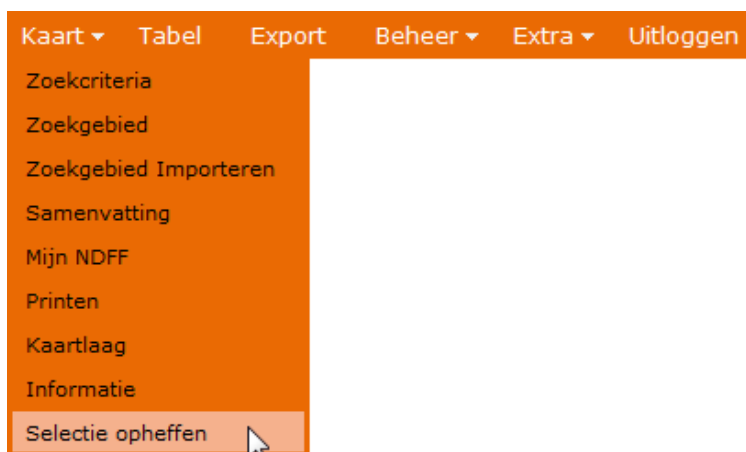 Kaart Tabel Export Beheer Extra Uitloggen
Zoekcriteria
Zoekgebied
Zoekgebied Importeren
Samenvatting
Mijn NDFF
Printen
Kaartlaag
Informatie
Selectie opheffen